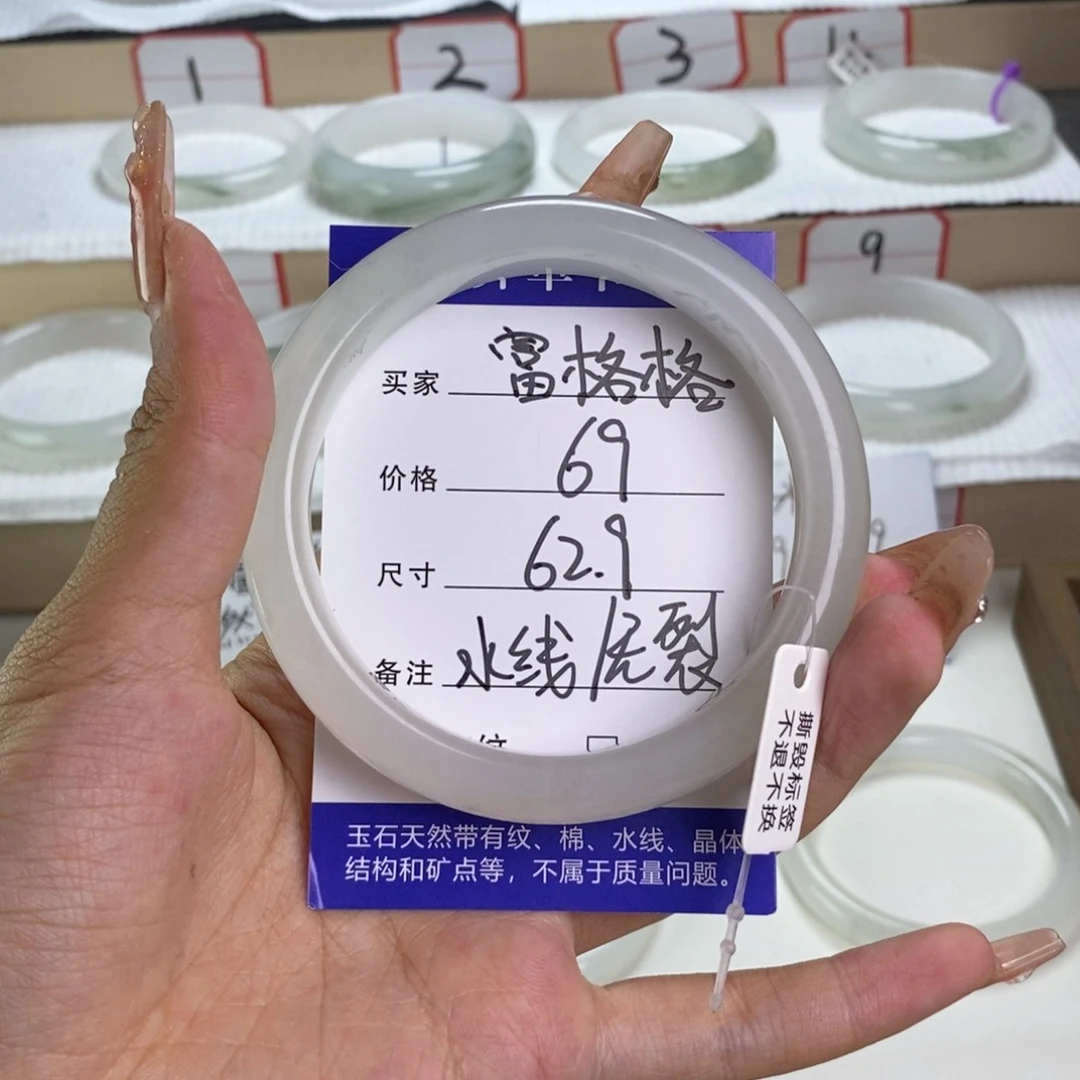 1
2
3
9
买家 富格格
价格 69
尺寸 62.9
备注 水线无裂
撕毁标签
不退不换
玉石天然带有纹、棉、水线、晶体
结构和矿点等，不属于质量问题。